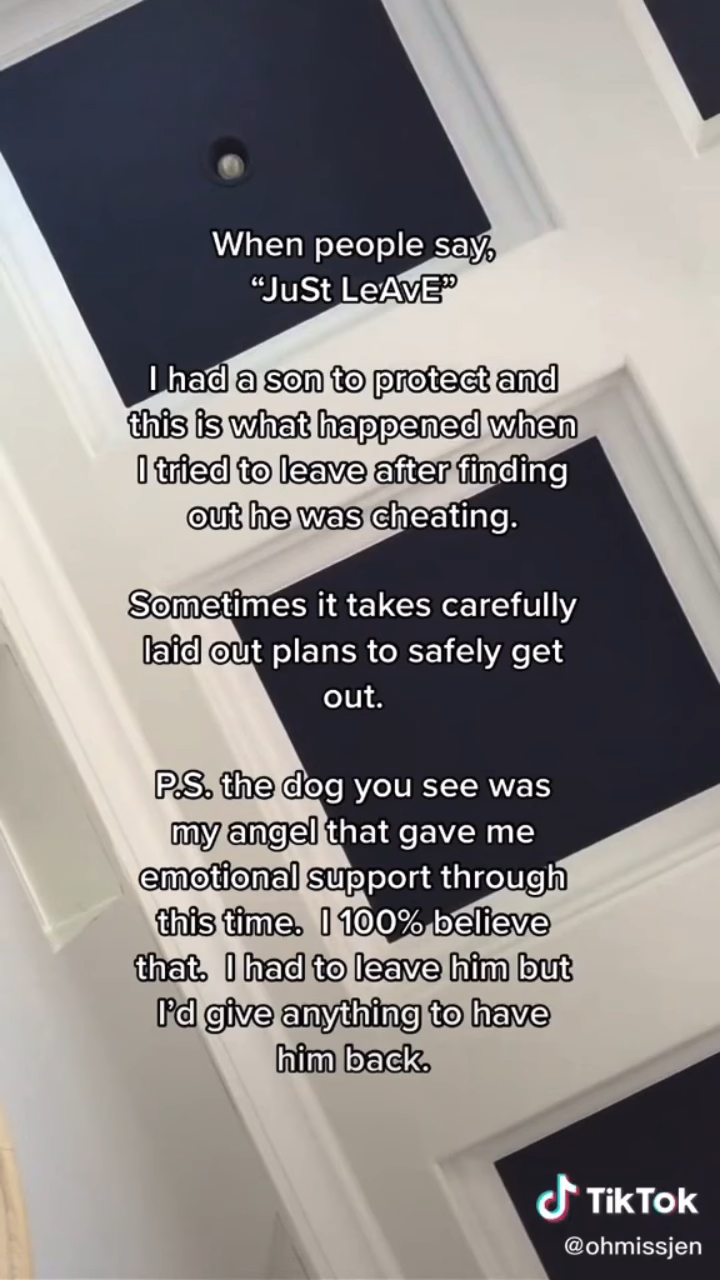 When people say,
“JuSt LeAvE”
I had a son to protect and
this is what happened when
I tried to leave after finding
out he was cheating.
Sometimes it takes carefully
laid out plans to safely get
out.
P.S. the dog you see was
my angel that gave me
emotional support through
this time.  I 100% believe
that.  I had to leave him but
I’d give anything to have
him back.
TikTok
@ohmissjen